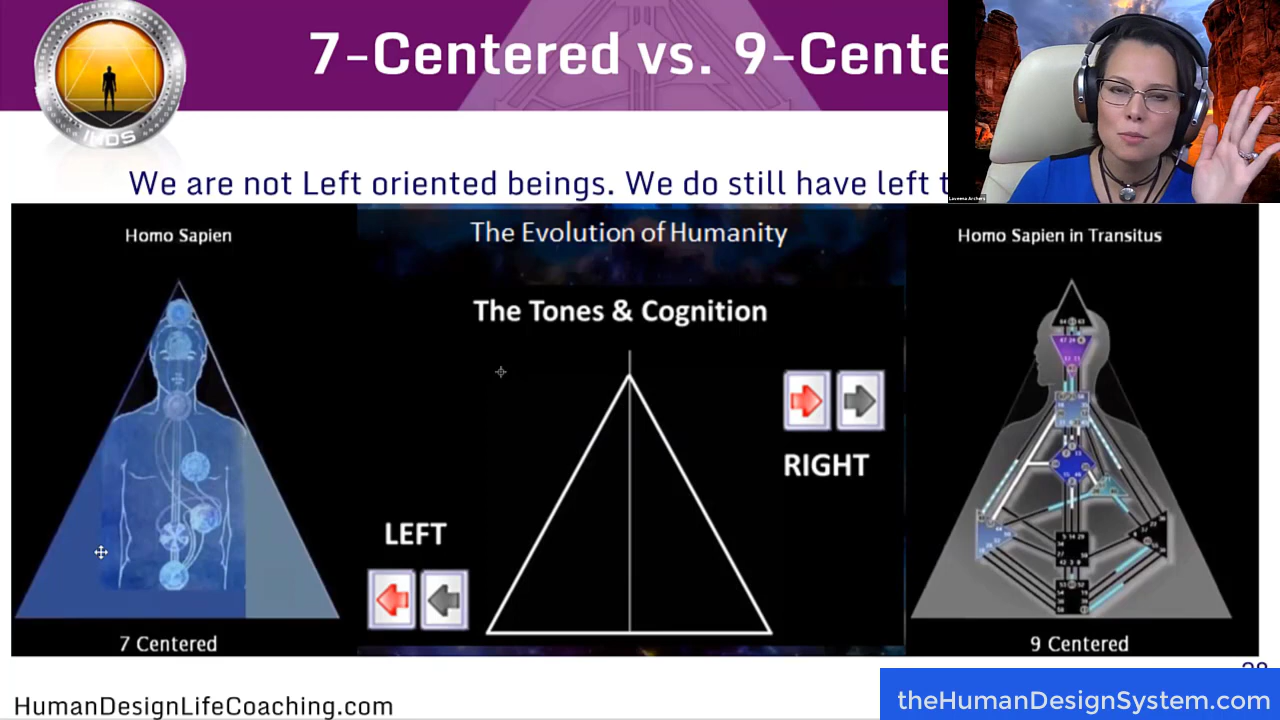 7-Centered vs. 9-Cente
IHDS
Laveena Archers
We are not Left oriented beings. We do still have left t
Homo Sapien
The Evolution of Humanity
Homo Sapien in Transitus
The Tones & Cognition
RIGHT
LEFT
7 Centered
9 Centered
HumanDesignLifeCoaching.com
theHumanDesignSystem.com